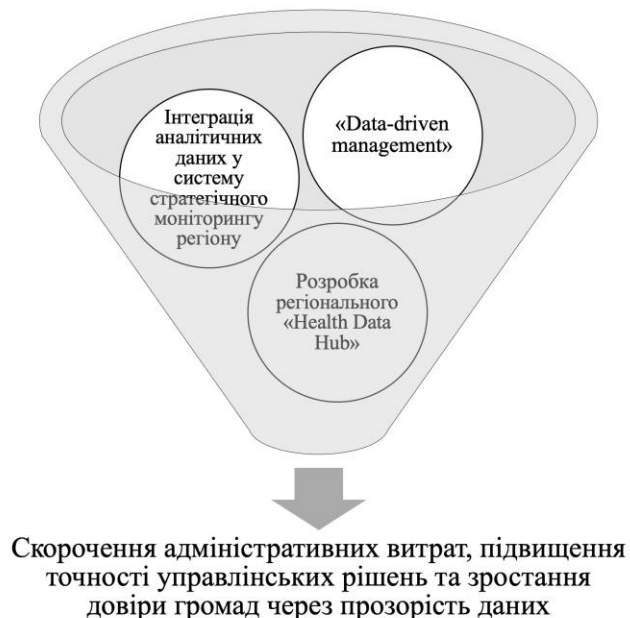 Інтеграція
аналітичних
даних у
систему
стратегічного
моніторингу
регіону
«Data-driven
management»
Розробка
регіонального
«Health Data
Hub»
Скорочення адміністративних витрат, підвищення
точності управлінських рішень та зростання
довіри громад через прозорість даних